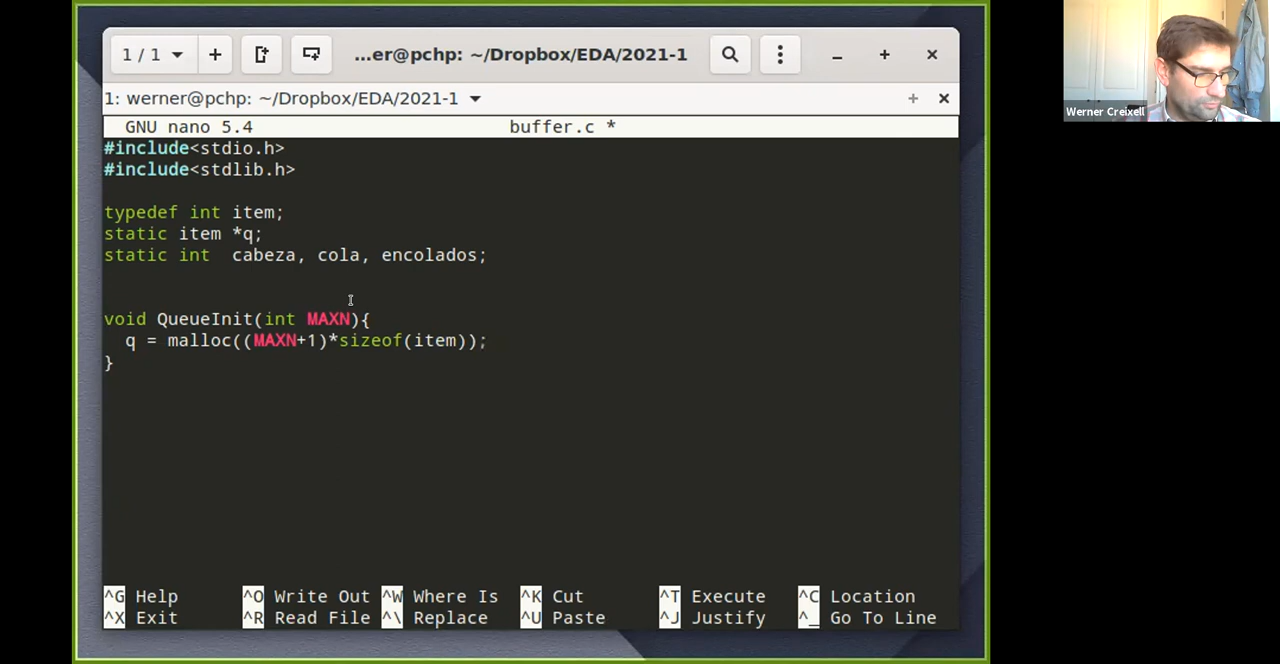 1 / 1
...er@pchp: ~/Dropbox/EDA/2021-1
1: werner@pchp: ~/Dropbox/EDA/2021-1
GNU nano 5.4 buffer.c *
#include<stdio.h>
#include<stdlib.h>
typedef int item;
static item *q;
static int  cabeza, cola, encolados;
void QueueInit(int MAXN){
  q = malloc((MAXN+1)*sizeof(item));
}
^G Help ^O Write Out ^W Where Is ^K Cut ^T Execute ^C Location
^X Exit ^R Read File ^\ Replace ^U Paste ^J Justify ^_ Go To Line
Werner Creixell